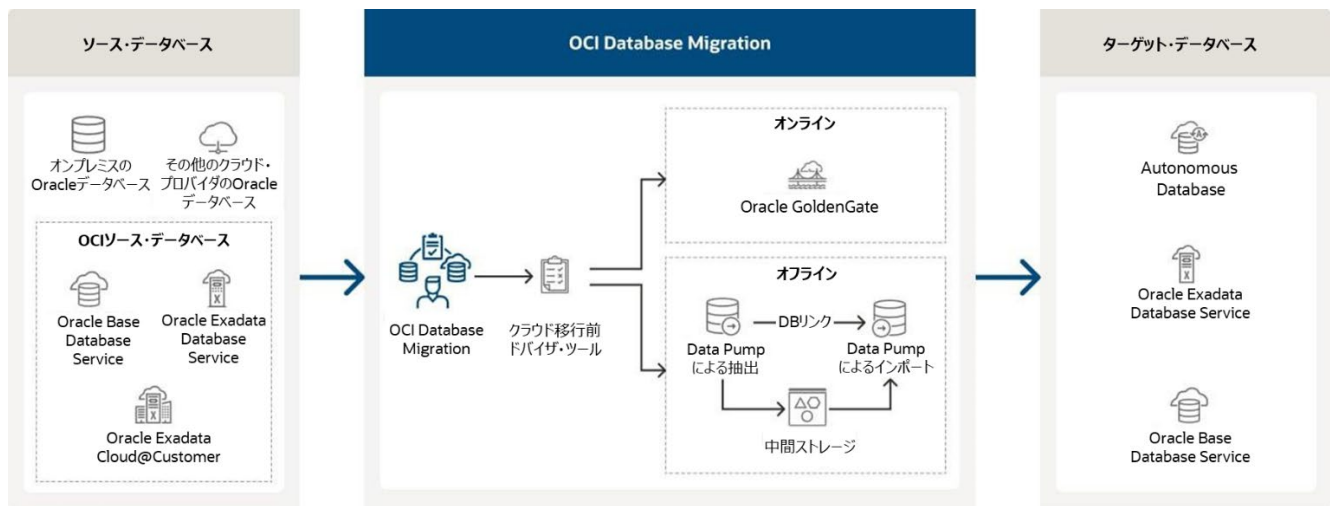 ソース・データベース
オンプレミスの
Oracleデータベース
その他のクラウド・
プロバイダのOracle
データベース
OCIソース・データベース
Oracle Base
Database
Service
Oracle Exadata
Database
Service
Oracle Exadata
Cloud@Customer
OCI Database Migration
OCI Database
Migration
クラウド移行前
ドバイザ・ツール
オンライン
Oracle GoldenGate
オフライン
Data Pump
による抽出
DBリンク
Data Pump
によるインポート
中間ストレージ
ターゲット・データベース
Autonomous
Database
Oracle Exadata
Database Service
Oracle Base
Database Service